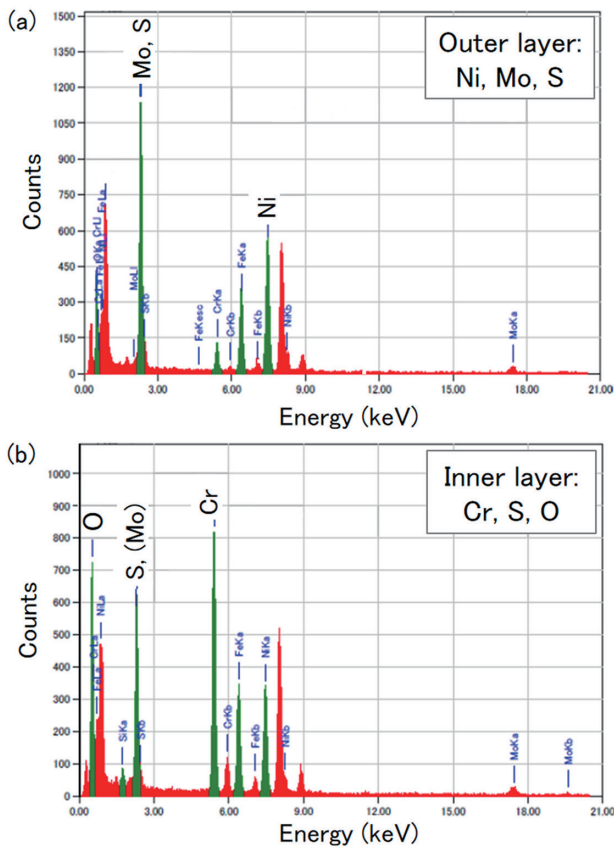 (a)
Outer layer:
Ni, Mo, S
Mo, S
Ni
Counts
1500
1350
1200
1050
900
750
600
450
300
150
0
OKa
CrLl
CrLa
FeLa
MoLl
SKb
FeKesc
CrKa
CrKb
FeKa
FeKb
NiKb
MoKa
0.00
3.00
6.00
9.00
12.00
15.00
18.00
21.00
Energy (keV)
(b)
Inner layer:
Cr, S, O
O
S, (Mo)
Cr
Counts
1000
900
800
700
600
500
400
300
200
100
0
CrLa
FeLa
NiLa
SiKa
SKb
CrKb
FeKa
FeKb
NiKa
NiKb
MoKa
MoKb
0.00
3.00
6.00
9.00
12.00
15.00
18.00
21.00
Energy (keV)